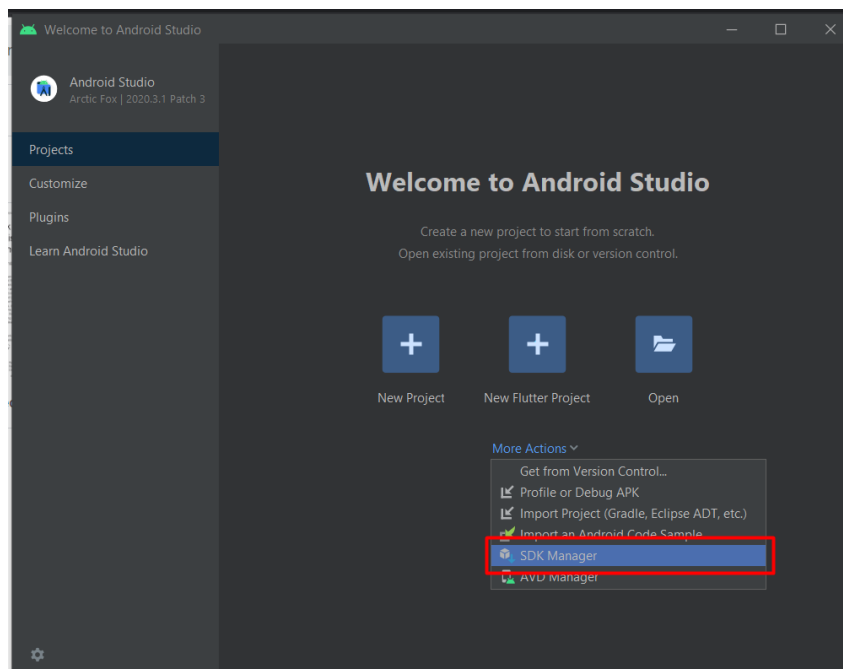 Welcome to Android Studio
Android Studio
Arctic Fox | 2020.3.1 Patch 3
Projects
Customize
Plugins
Learn Android Studio
Welcome to Android Studio
Create a new project to start from scratch.
Open existing project from disk or version control.
New Project
New Flutter Project
Open
More Actions
Get from Version Control...
Profile or Debug APK
Import Project (Gradle, Eclipse ADT, etc.)
Import an Android Code Sample
SDK Manager
AVD Manager